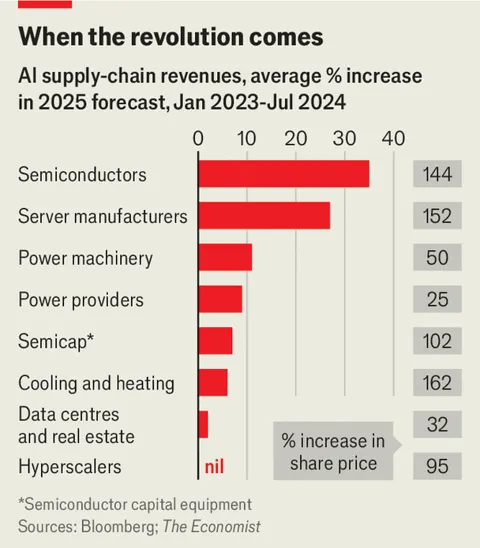 When the revolution comes
AI supply-chain revenues, average % increase
in 2025 forecast, Jan 2023-Jul 2024
0 10 20 30 40
Semiconductors 144
Server manufacturers 152
Power machinery 50
Power providers 25
Semicap* 102
Cooling and heating 162
Data centres
and real estate 32
Hyperscalers nil 95
% increase in
share price
*Semiconductor capital equipment
Sources: Bloomberg; The Economist